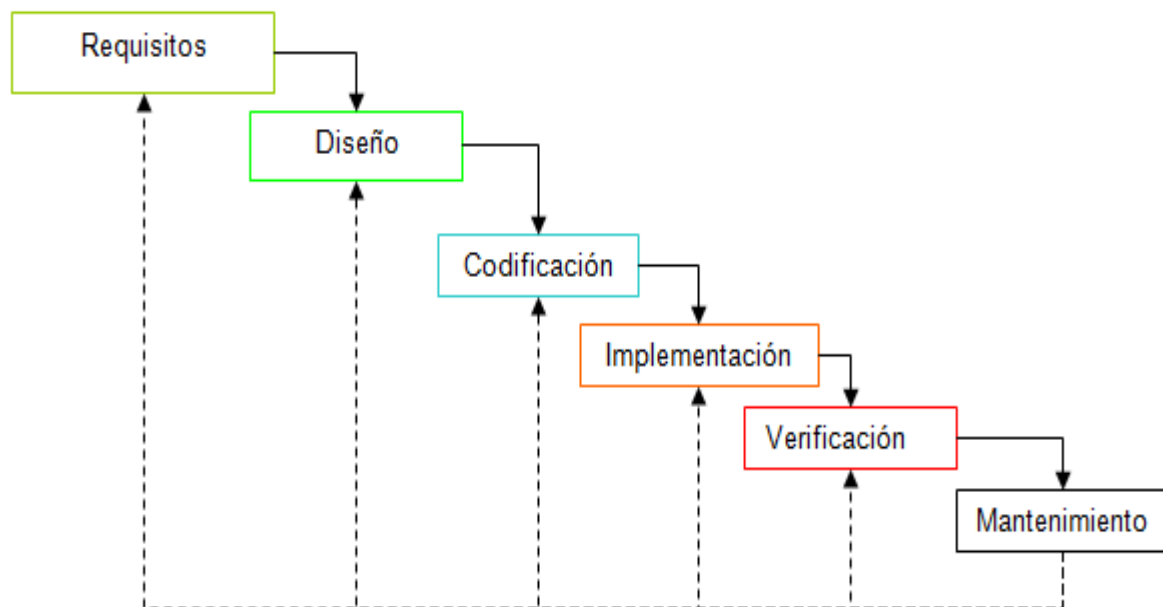 Requisitos
Diseño
Codificación
Implementación
Verificación
Mantenimiento